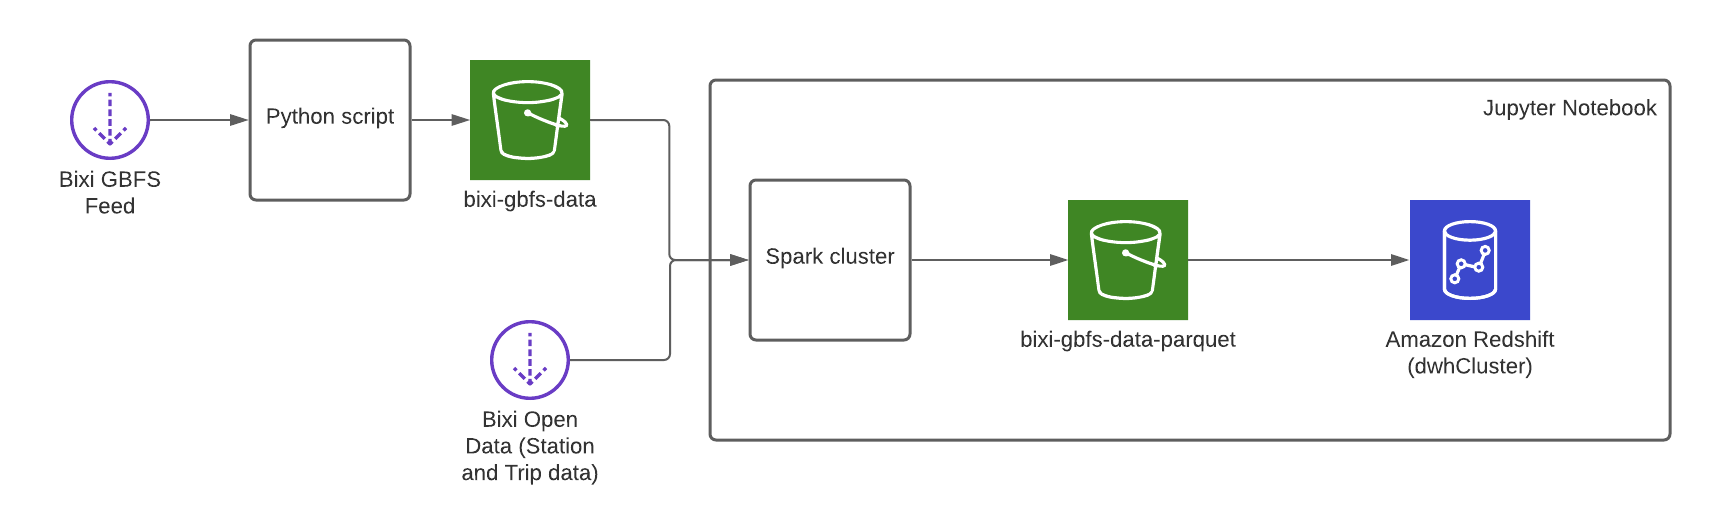 Bixi GBFS
Feed
Python script
bixi-gbfs-data
Bixi Open
Data (Station
and Trip data)
Jupyter Notebook
Spark cluster
bixi-gbfs-data-parquet
Amazon Redshift
(dwhCluster)